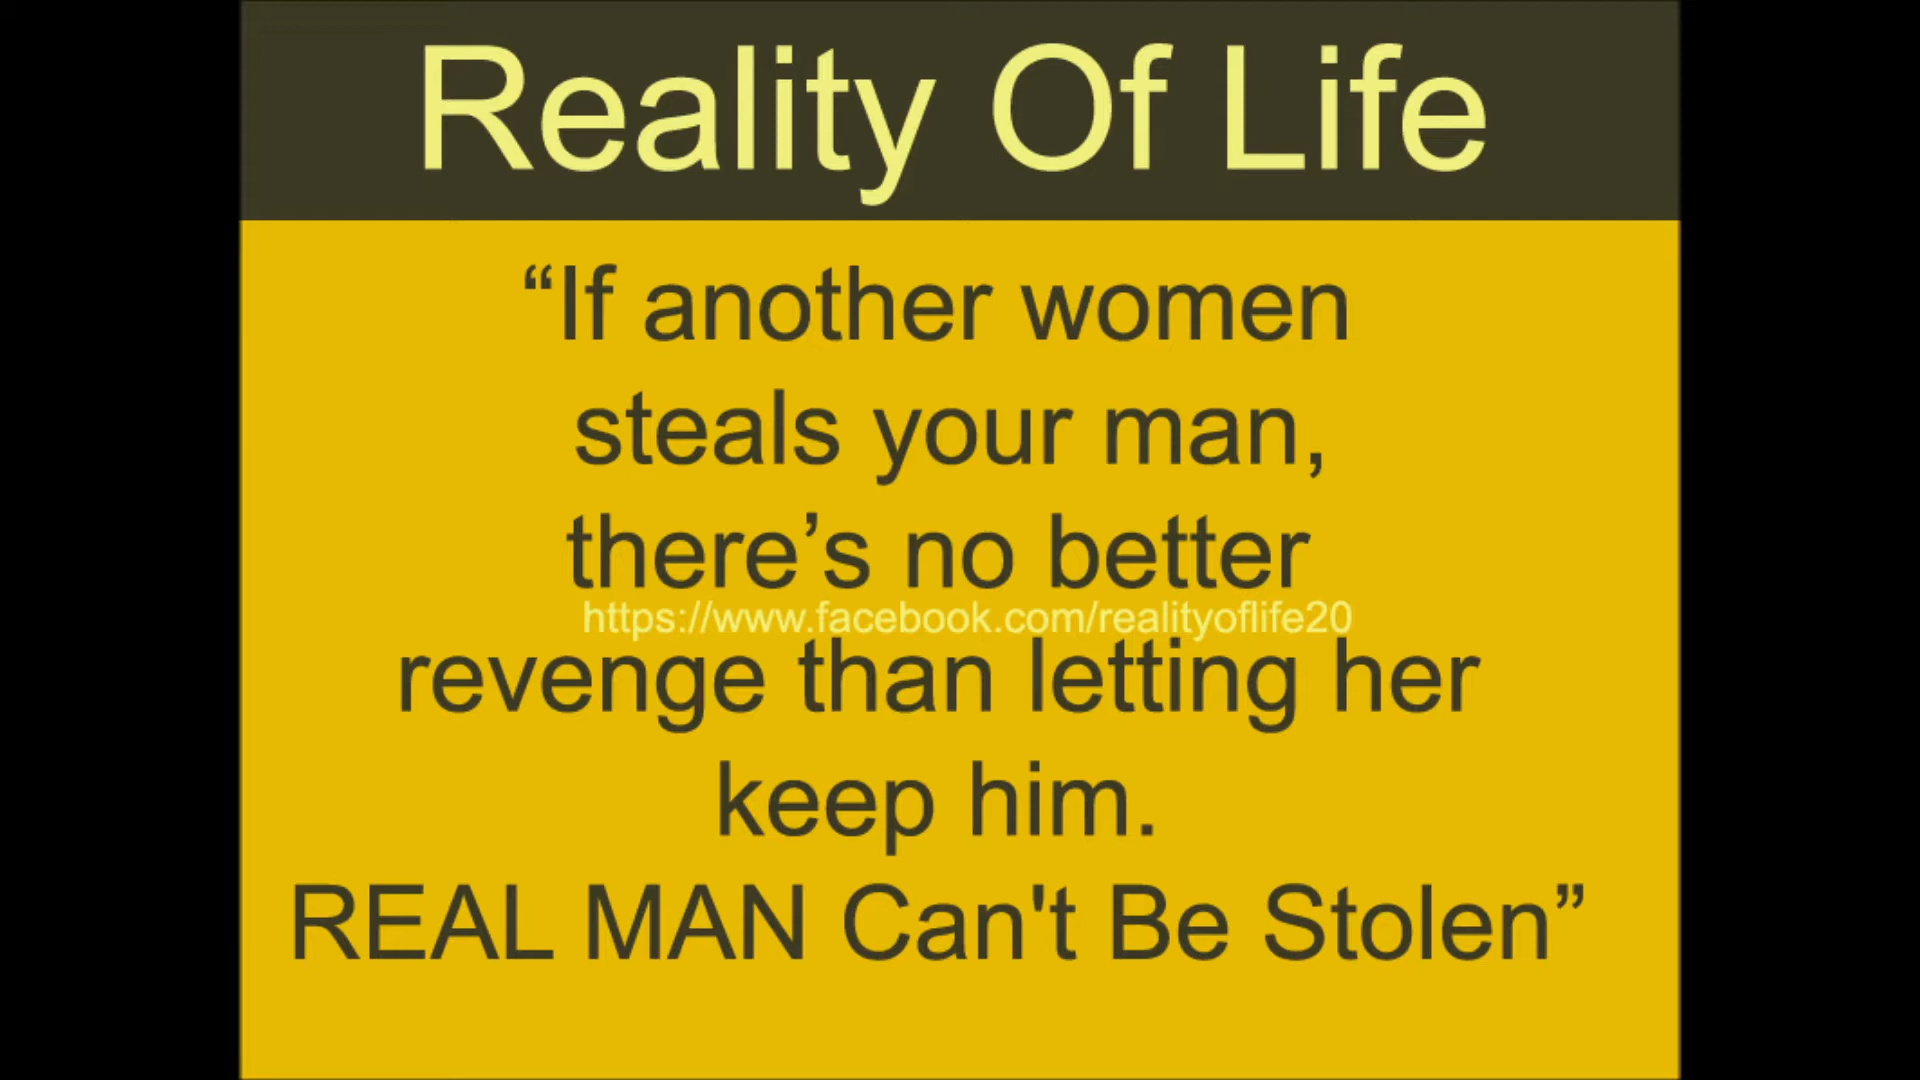 Reality Of Life
“If another women
steals your man,
there’s no better
https://www.facebook.com/realityoflife20
revenge than letting her
keep him.
REAL MAN Can't Be Stolen”